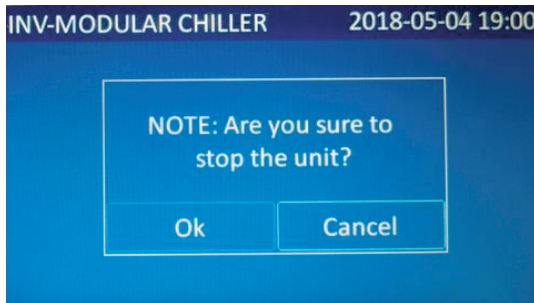 INV-MODULAR CHILLER 2018-05-04 19:00
NOTE: Are you sure to
stop the unit?
Ok Cancel